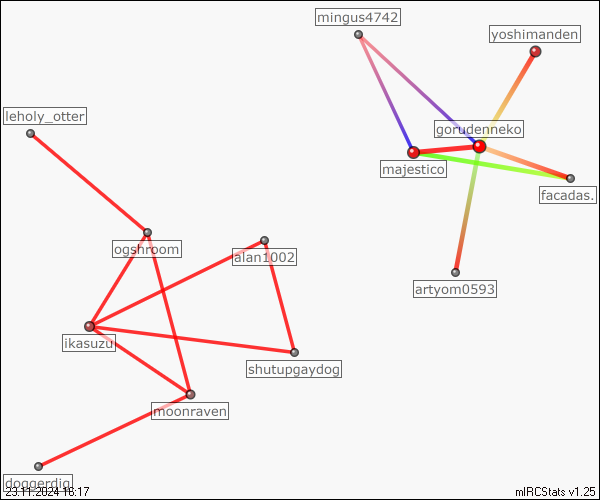 mingus4742
yoshimanden
leholy_otter
gorudenneko
majestico
facadas.
ogshroom
alan1002
artyom0593
ikasuzu
shutupgaydog
moonraven
doggerdig
23.11.2024 16:17
mIRCStats v1.25